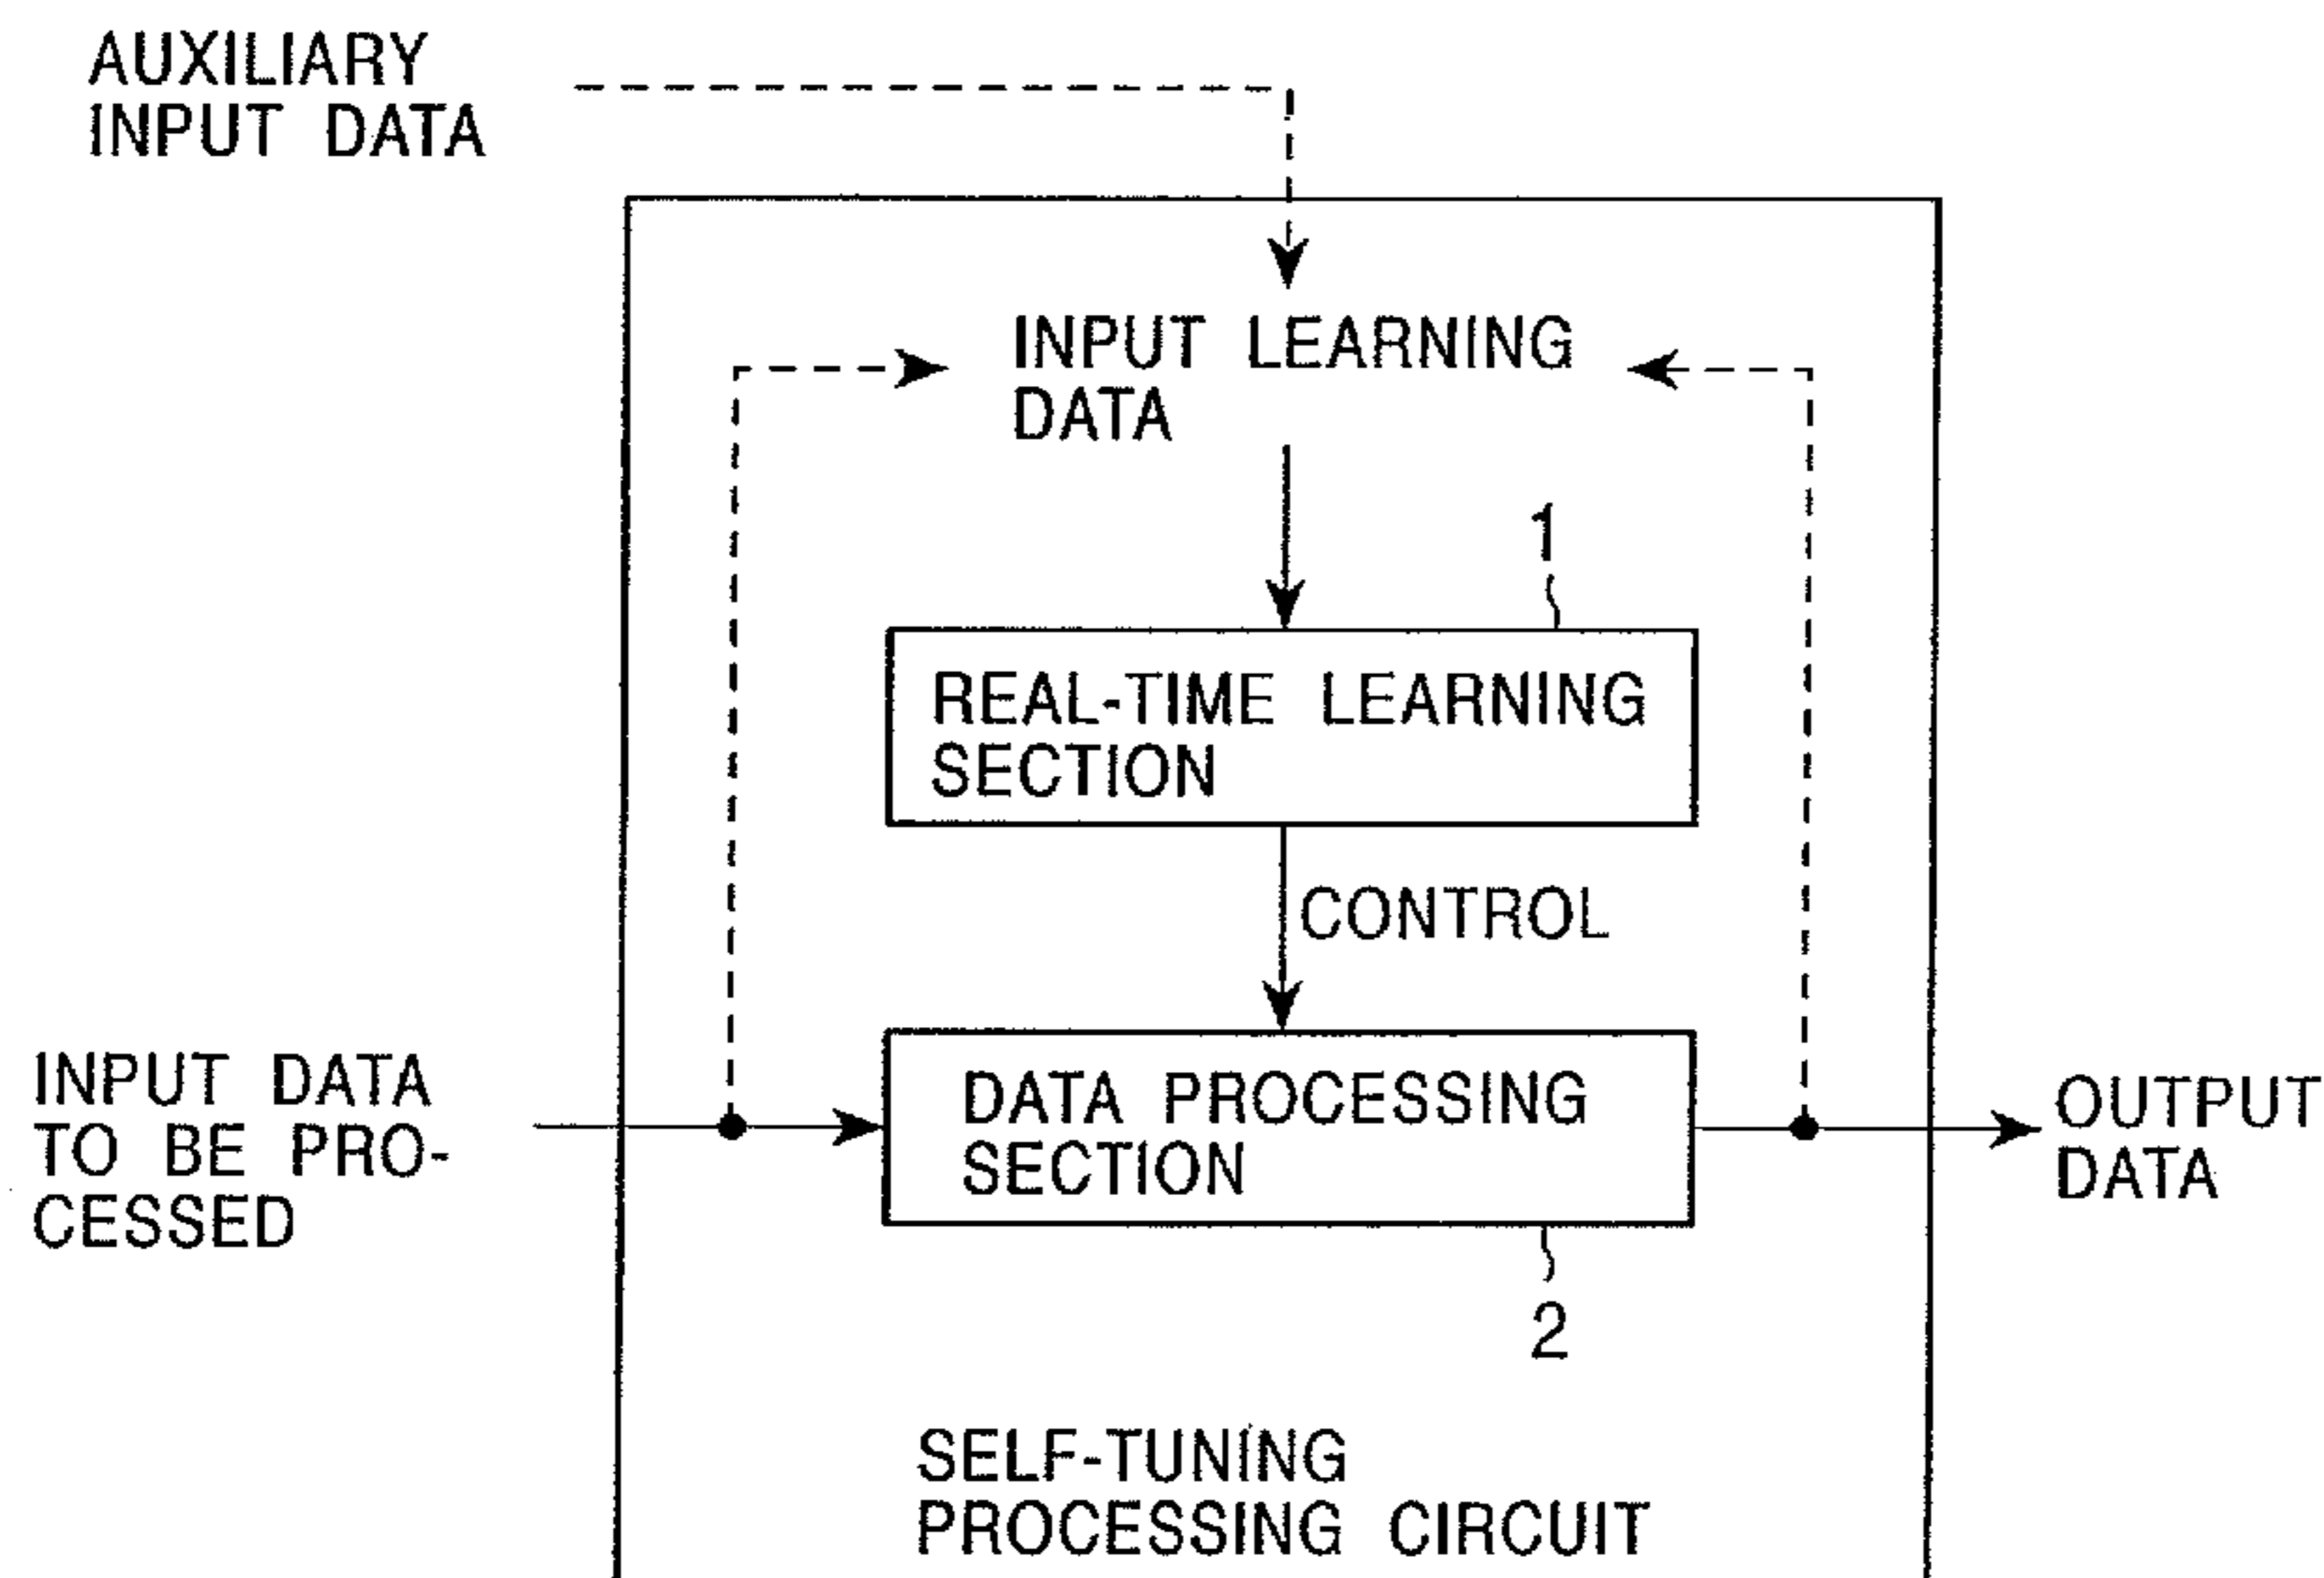 AUXILIARY
INPUT DATA
INPUT LEARNING
DATA
1
REAL-TIME LEARNING
SECTION
CONTROL
INPUT DATA
TO BE PRO-
CESSED
DATA PROCESSING
SECTION
OUTPUT
DATA
2
SELF-TUNING
PROCESSING CIRCUIT